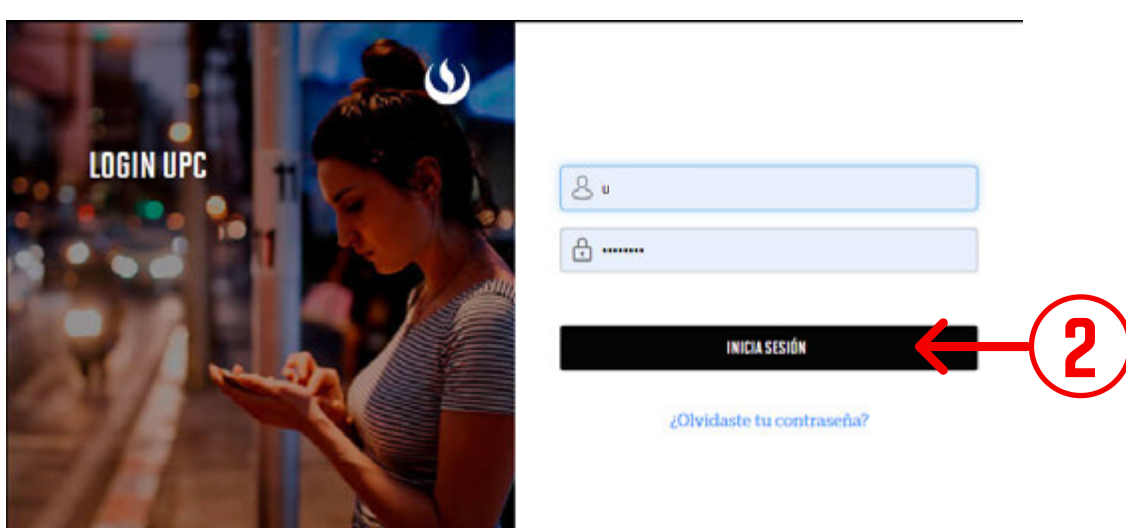 LOGIN UPC
u
••••••••
INICIA SESIÓN
2
¿Olvidaste tu contraseña?